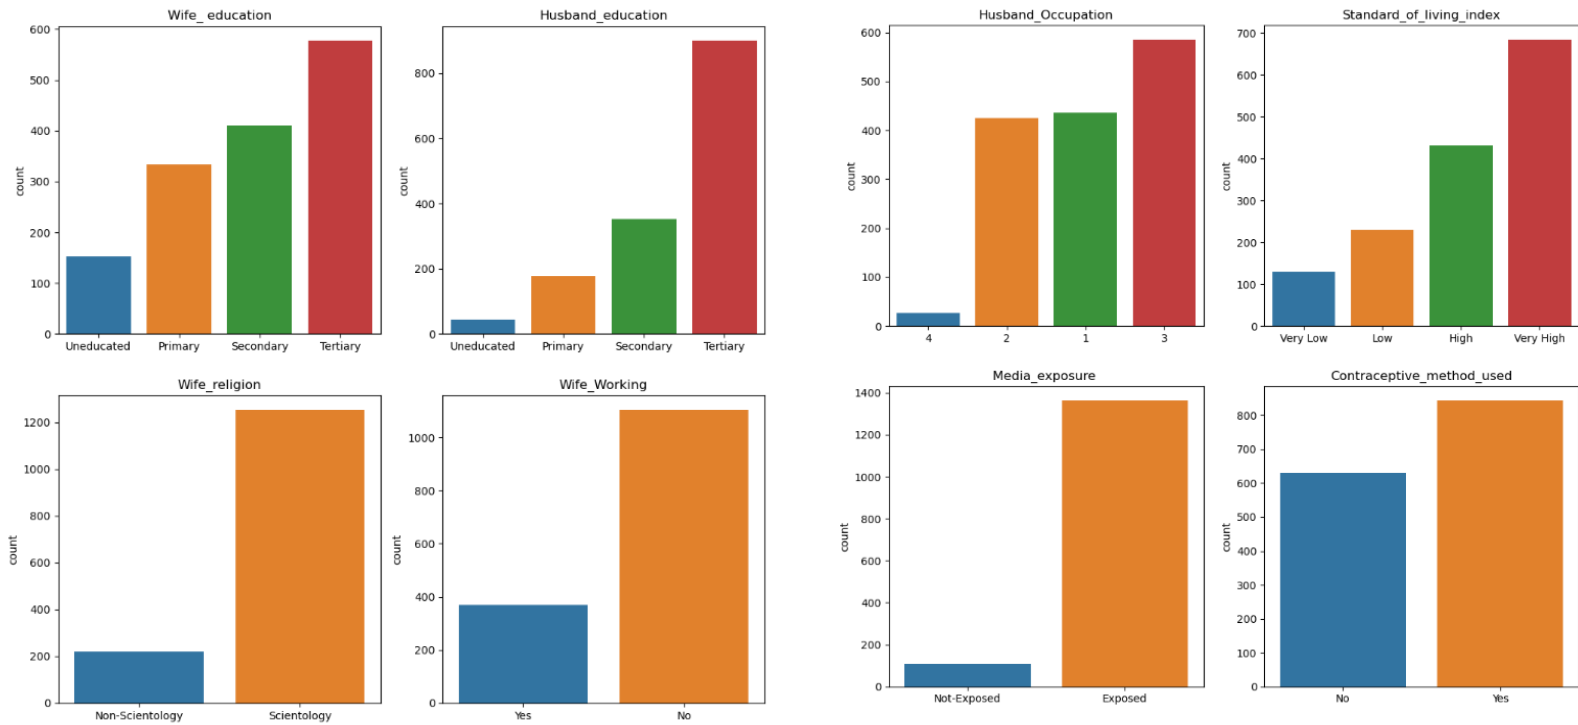 Wife_ education
600
500
400
300
200
100
0
count
Uneducated Primary Secondary Tertiary
Husband_education
800
600
400
200
0
count
Uneducated Primary Secondary Tertiary
Husband_Occupation
600
500
400
300
200
100
0
count
4 2 1 3
Standard_of_living_index
700
600
500
400
300
200
100
0
count
Very Low Low High Very High
Wife_religion
1200
1000
800
600
400
200
0
count
Non-Scientology Scientology
Wife_Working
1000
800
600
400
200
0
count
Yes No
Media_exposure
1400
1200
1000
800
600
400
200
0
count
Not-Exposed Exposed
Contraceptive_method_used
800
700
600
500
400
300
200
100
0
count
No Yes